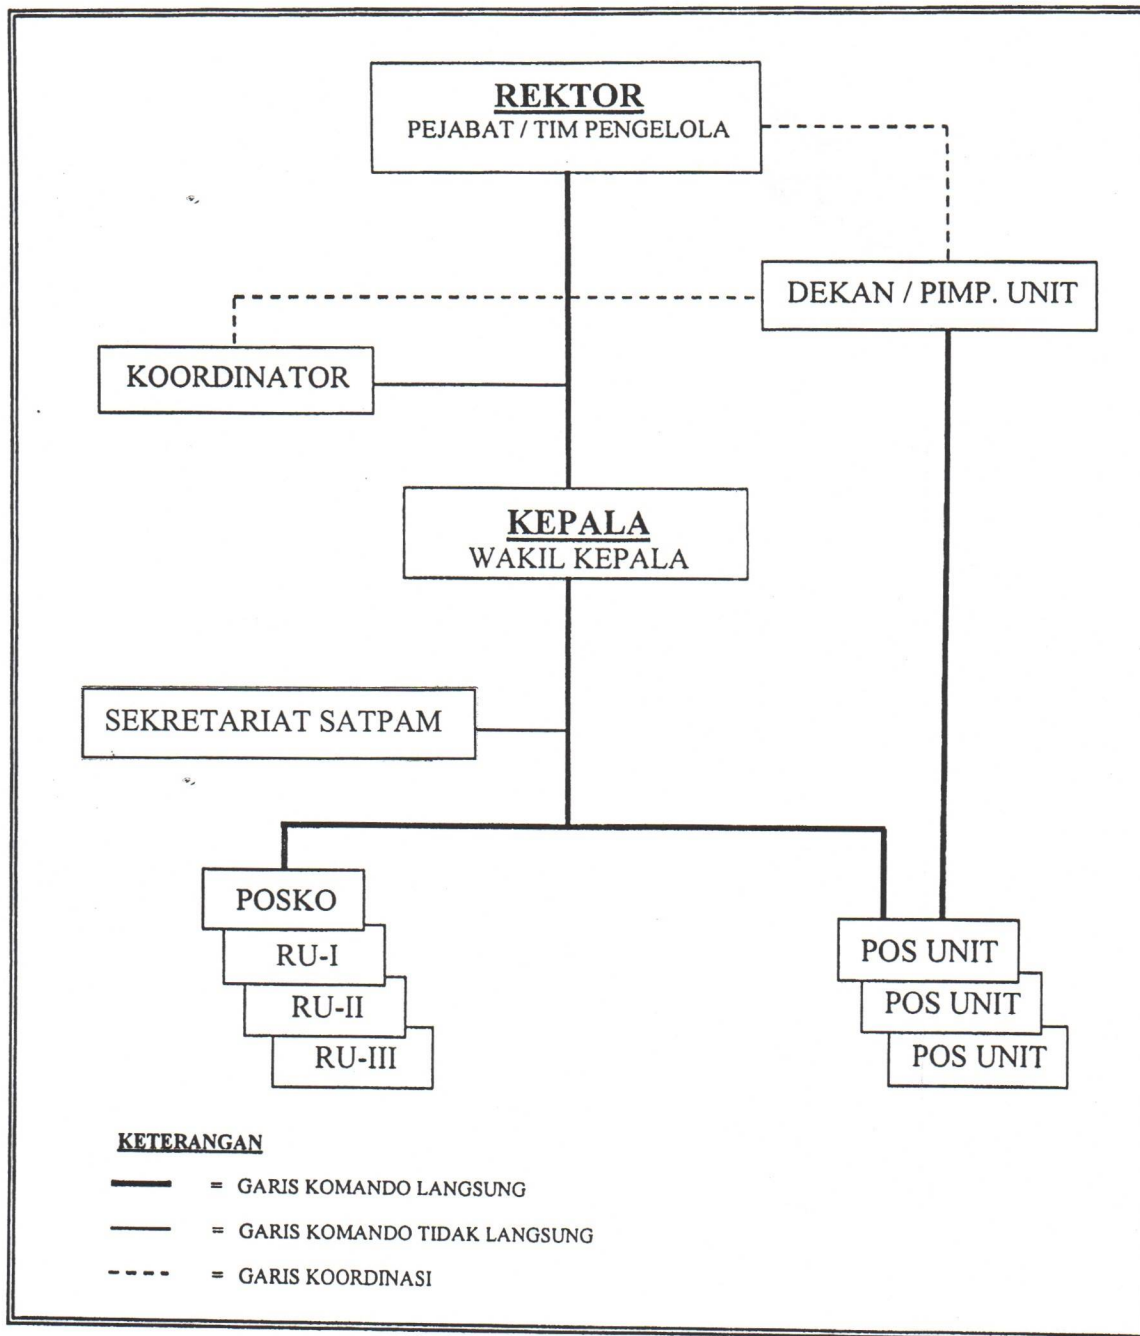 REKTOR
PEJABAT / TIM PENGELOLA
DEKAN / PIMP. UNIT
KOORDINATOR
KEPALA
WAKIL KEPALA
SEKRETARIAT SATPAM
POSKO
RU-I
RU-II
RU-III
POS UNIT
POS UNIT
POS UNIT
KETERANGAN
= GARIS KOMANDO LANGSUNG
= GARIS KOMANDO TIDAK LANGSUNG
= GARIS KOORDINASI